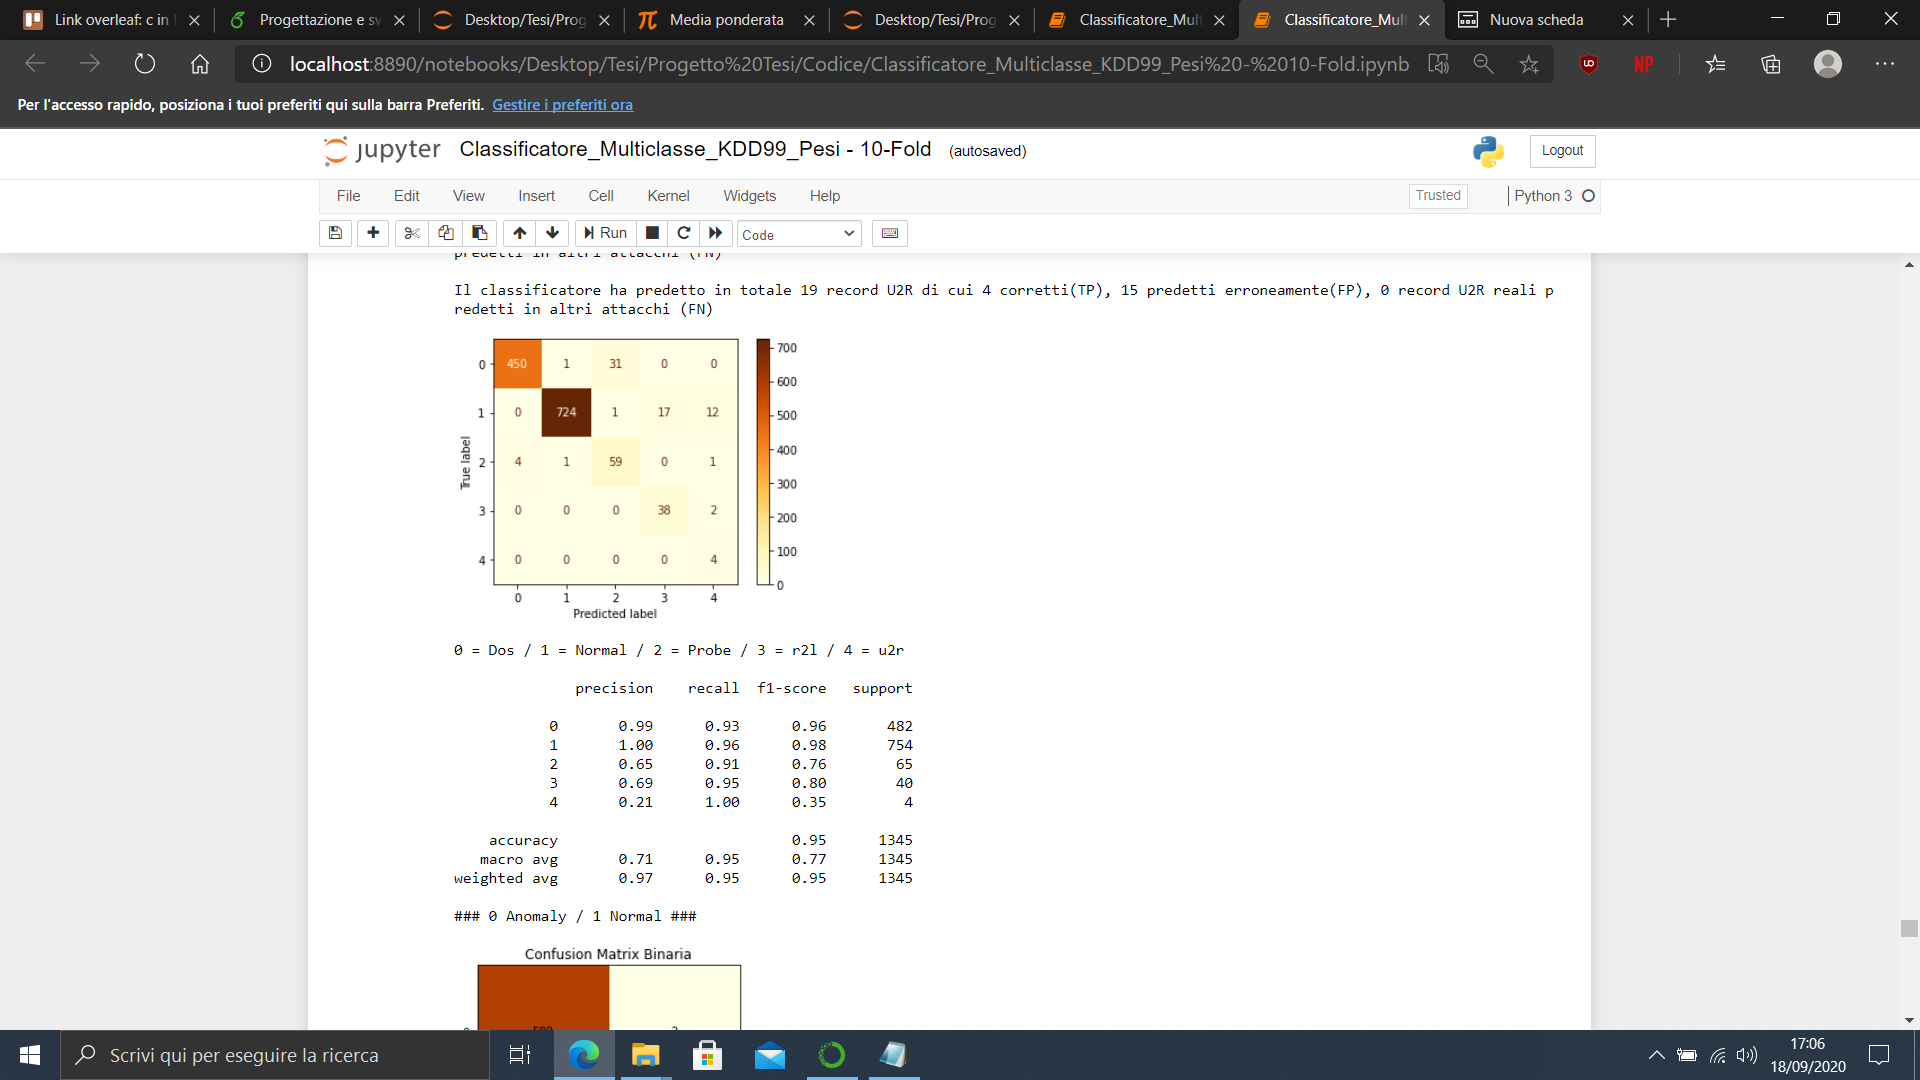 Link overleaf: c in
Progettazione e sv
Desktop/Tesi/Prog
Media ponderata
Desktop/Tesi/Prog
Classificatore_Mult
Classificatore_Mult
Nuova scheda
localhost:8890/notebooks/Desktop/Tesi/Progetto%20Tesi/Codice/Classificatore_Multiclasse_KDD99_Pesi%20-%2010-Fold.ipynb
NP
Per l'accesso rapido, posiziona i tuoi preferiti qui sulla barra Preferiti. Gestire i preferiti ora
jupyter Classificatore_Multiclasse_KDD99_Pesi - 10-Fold (autosaved)
Logout
File Edit View Insert Cell Kernel Widgets Help
Trusted Python 3
Run Code
predetti in altri attacchi (FN)
Il classificatore ha predetto in totale 19 record U2R di cui 4 corretti(TP), 15 predetti erroneamente(FP), 0 record U2R reali p
redetti in altri attacchi (FN)
True label
0 450 1 31 0 0
1 0 724 1 17 12
2 4 1 59 0 1
3 0 0 0 38 2
4 0 0 0 0 4
0 1 2 3 4
Predicted label
700
600
500
400
300
200
100
0
0 = Dos / 1 = Normal / 2 = Probe / 3 = r2l / 4 = u2r
precision recall f1-score support
0 0.99 0.93 0.96 482
1 1.00 0.96 0.98 754
2 0.65 0.91 0.76 65
3 0.69 0.95 0.80 40
4 0.21 1.00 0.35 4
accuracy 0.95 1345
macro avg 0.71 0.95 0.77 1345
weighted avg 0.97 0.95 0.95 1345
### 0 Anomaly / 1 Normal ###
Confusion Matrix Binaria
Scrivi qui per eseguire la ricerca
17:06
18/09/2020